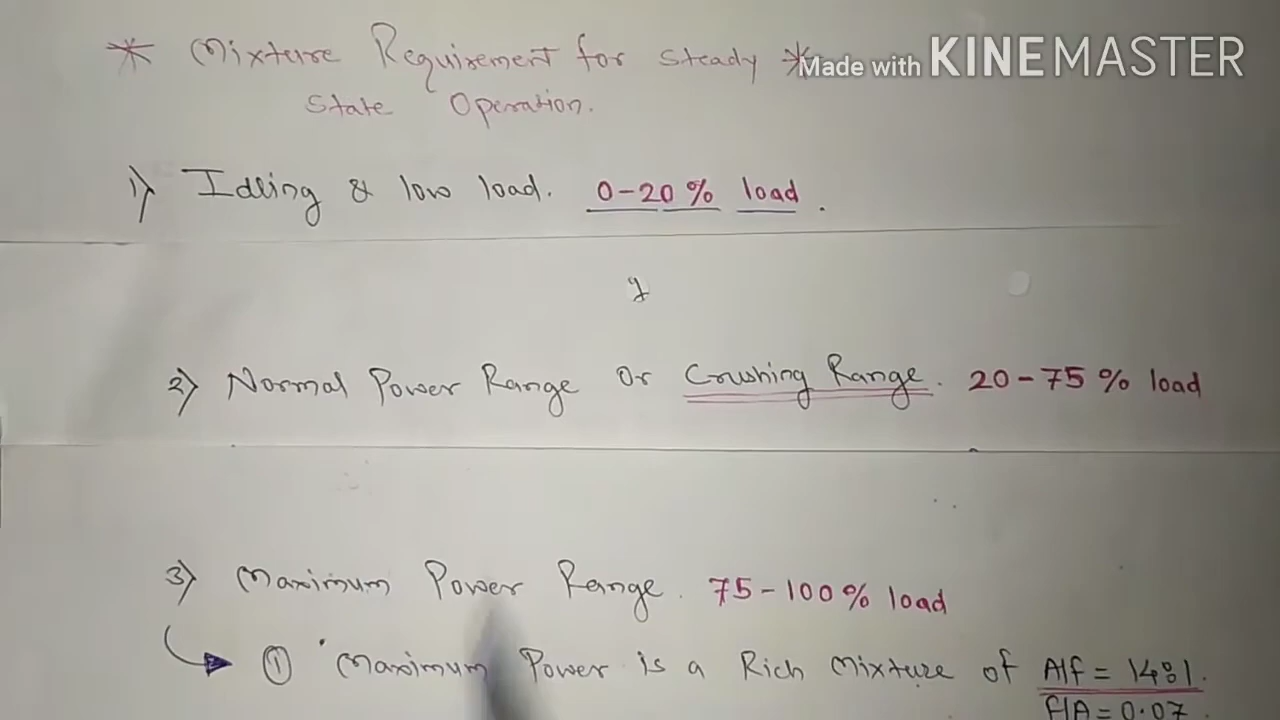 * Mixture Requirement for Steady *
State Operation.
Made with KINEMASTER
1) Idling & low load. 0-20% load.
2) Normal Power Range Or Crushing Range. 20-75% load
3) Maximum Power Range. 75-100% load
① Maximum Power is a Rich Mixture of A/f = 14:1.
f/A = 0.07